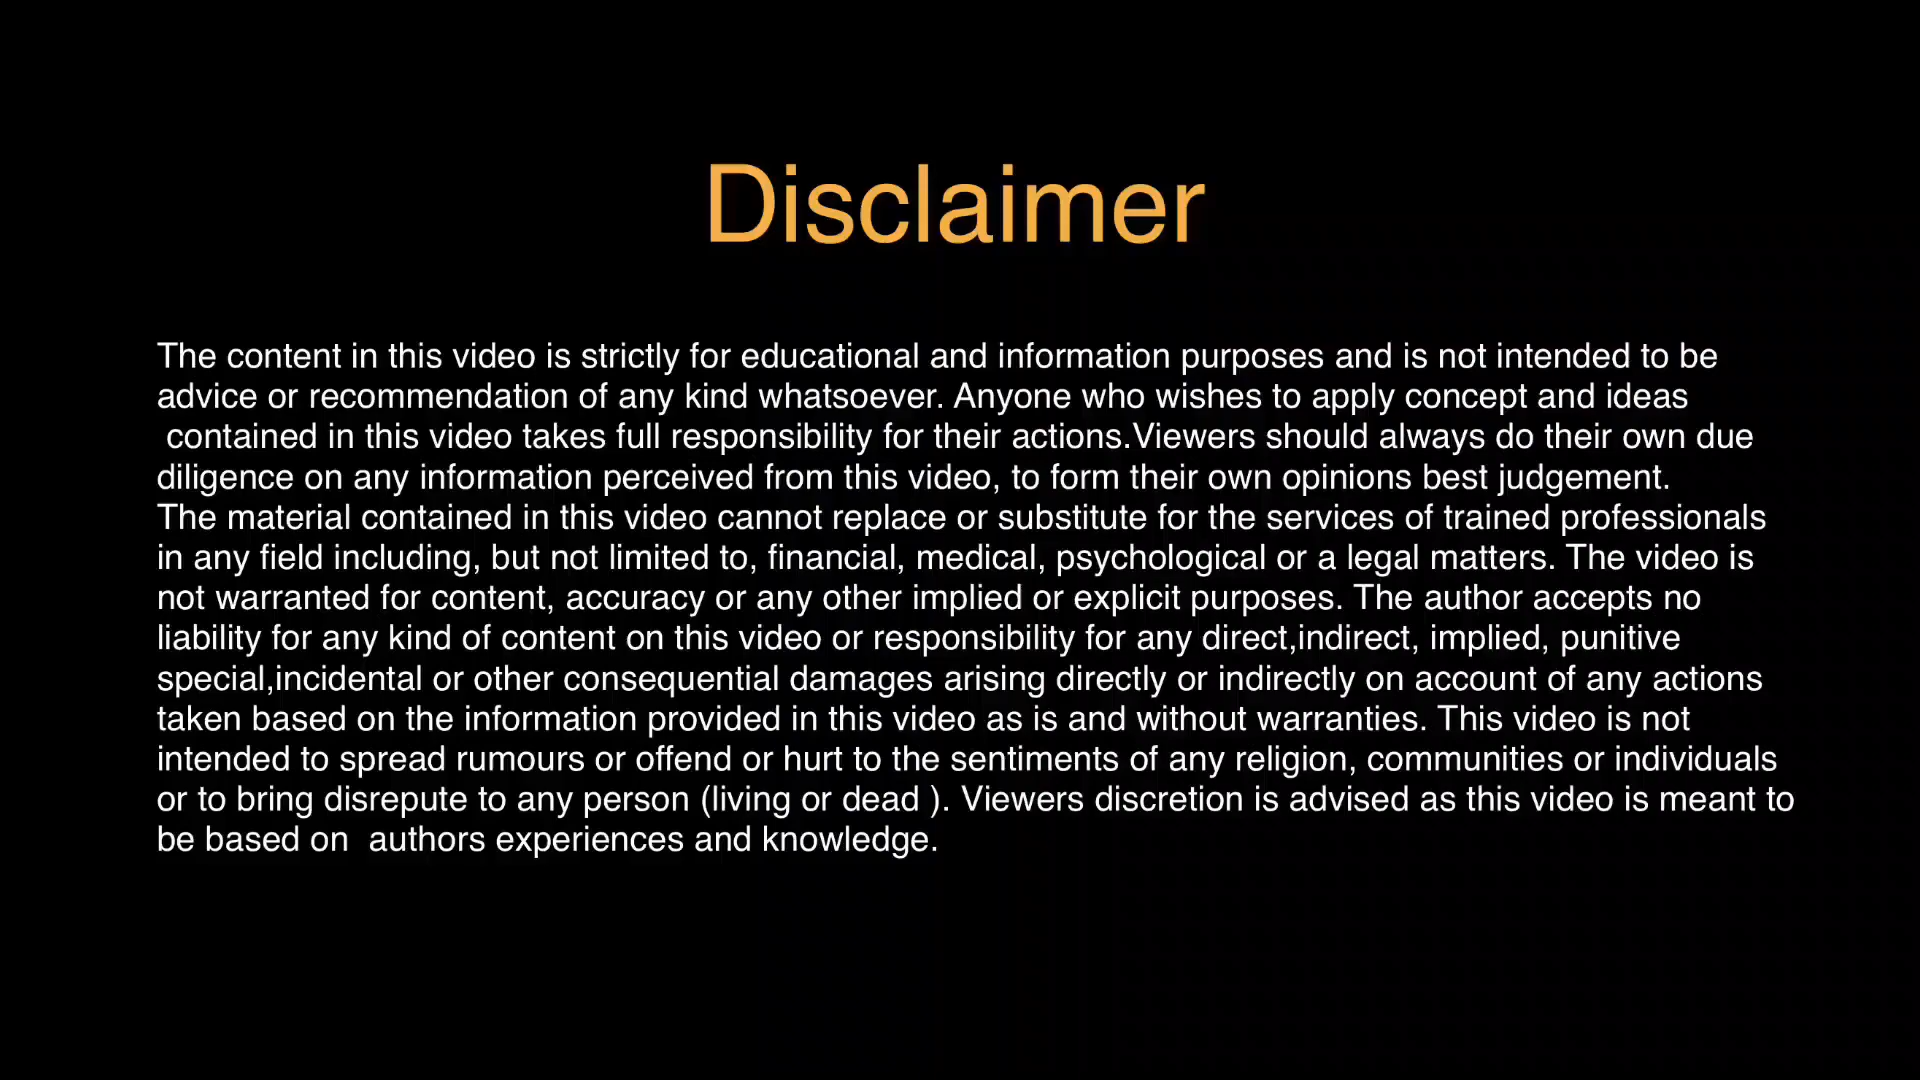 Disclaimer
The content in this video is strictly for educational and information purposes and is not intended to be
advice or recommendation of any kind whatsoever. Anyone who wishes to apply concept and ideas
contained in this video takes full responsibility for their actions.Viewers should always do their own due
diligence on any information perceived from this video, to form their own opinions best judgement.
The material contained in this video cannot replace or substitute for the services of trained professionals
in any field including, but not limited to, financial, medical, psychological or a legal matters. The video is
not warranted for content, accuracy or any other implied or explicit purposes. The author accepts no
liability for any kind of content on this video or responsibility for any direct,indirect, implied, punitive
special,incidental or other consequential damages arising directly or indirectly on account of any actions
taken based on the information provided in this video as is and without warranties. This video is not
intended to spread rumours or offend or hurt to the sentiments of any religion, communities or individuals
or to bring disrepute to any person (living or dead ). Viewers discretion is advised as this video is meant to
be based on  authors experiences and knowledge.